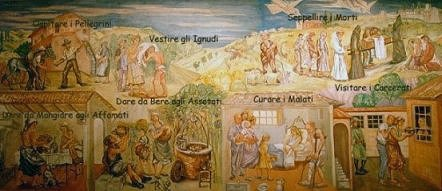 Ospitare i Pellegrini
Vestire gli Ignudi
Seppellire i Morti
Visitare i Carcerati
Dare da Bere agli Assetati
Curare i Malati
Dare da Mangiare agli Affamati